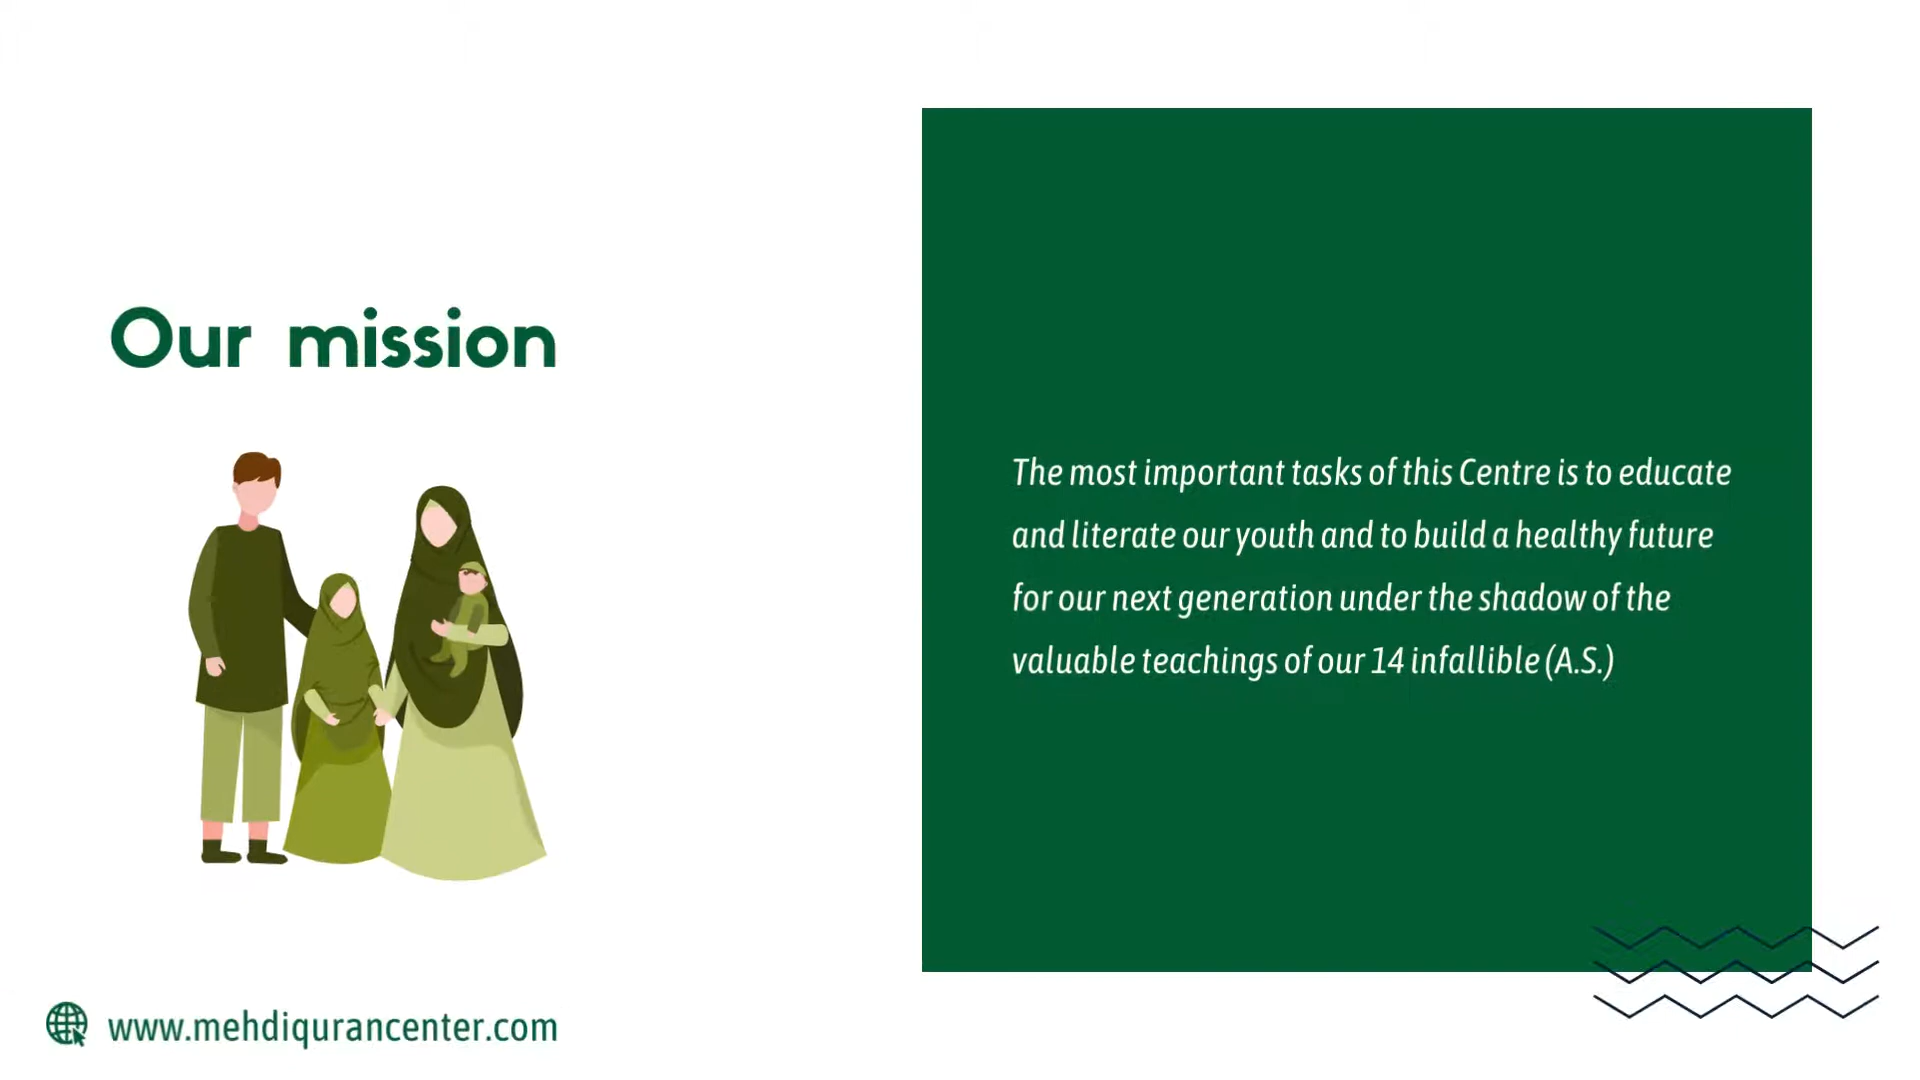 Our mission
The most important tasks of this Centre is to educate
and literate our youth and to build a healthy future
for our next generation under the shadow of the
valuable teachings of our 14 infallible (A.S.)
www.mehdiqurancenter.com